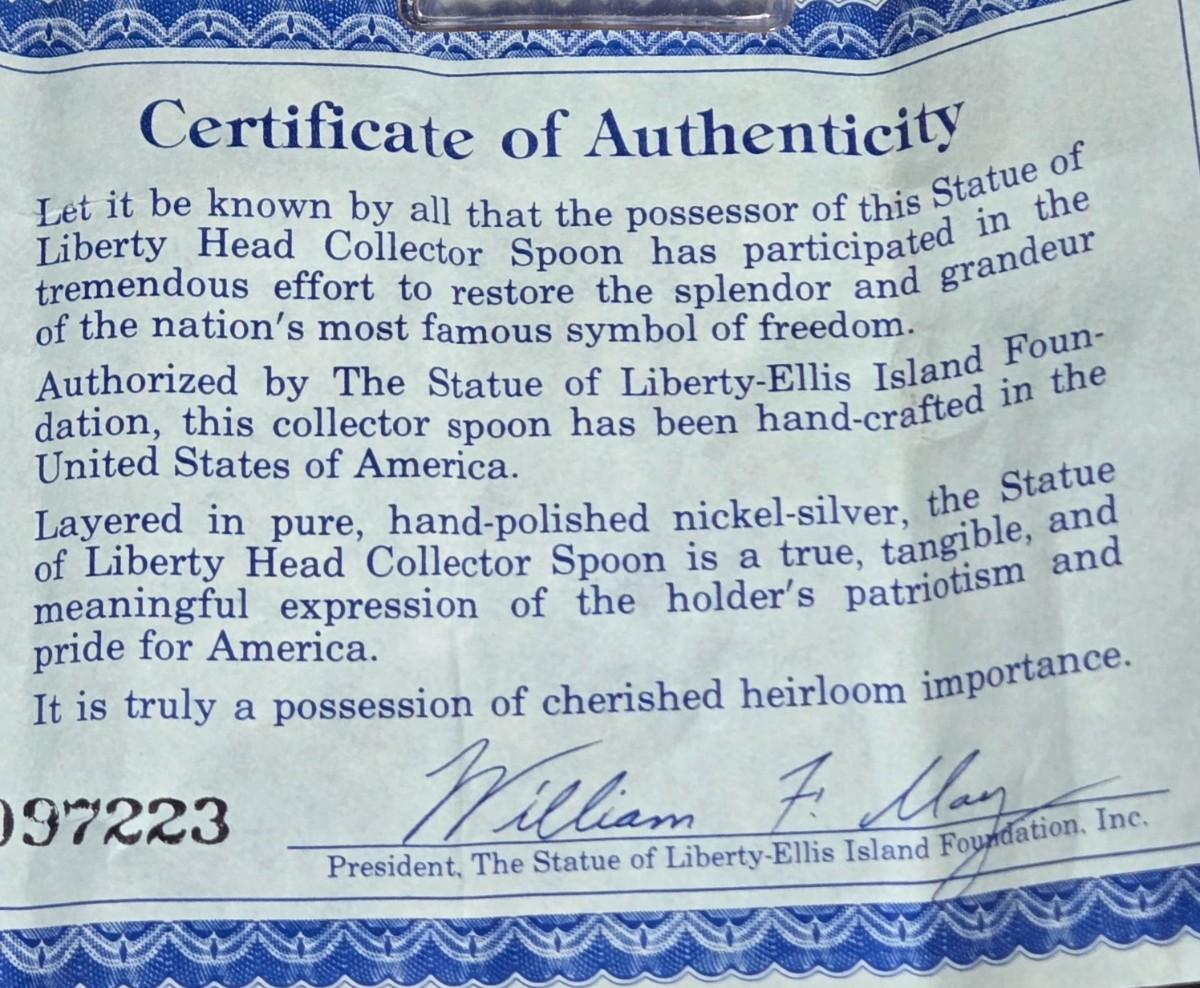 Certificate of Authenticity
Let it be known by all that the possessor of this Statue of
Liberty Head Collector Spoon has participated in the
tremendous effort to restore the splendor and grandeur
of the nation's most famous symbol of freedom.
Authorized by The Statue of Liberty-Ellis Island Foun-
dation, this collector spoon has been hand-crafted in the
United States of America.
Layered in pure, hand-polished nickel-silver, the Statue
of Liberty Head Collector Spoon is a true, tangible, and
meaningful expression of the holder's patriotism and
pride for America.
It is truly a possession of cherished heirloom importance.
William F. May
97223
President, The Statue of Liberty-Ellis Island Foundation, Inc.